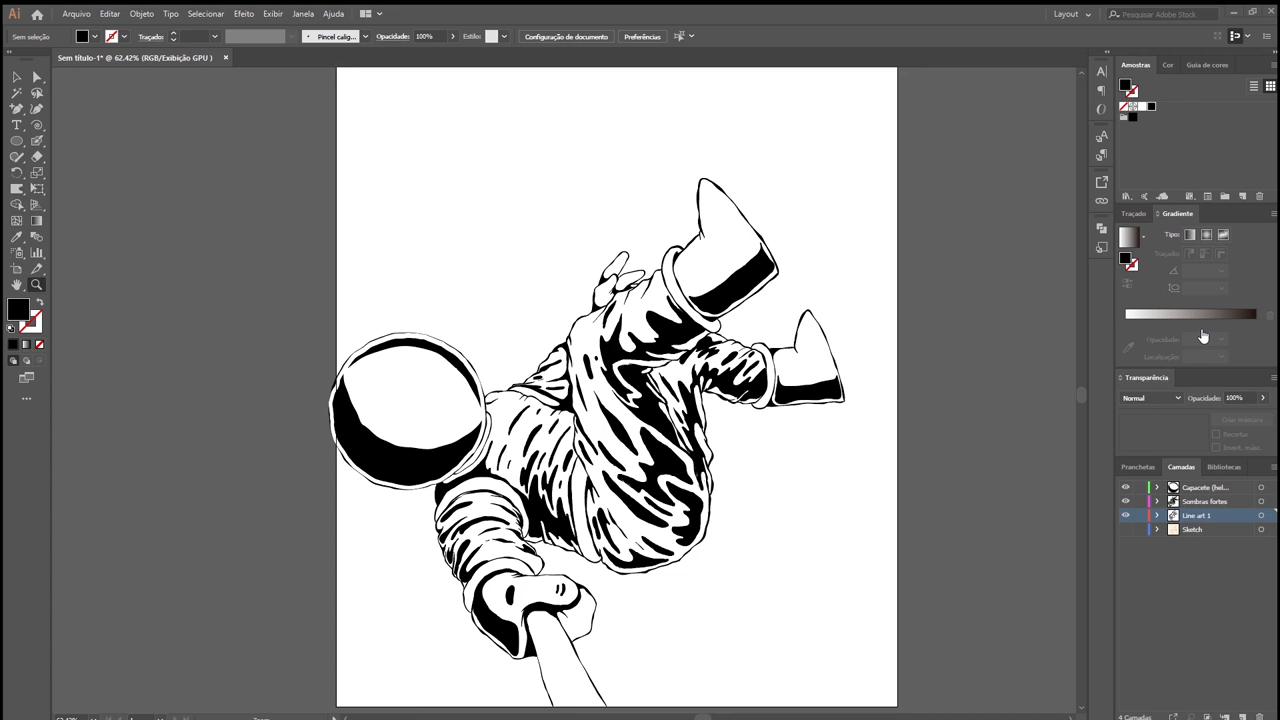 Ai Arquivo Editar Objeto Tipo Selecionar Efeito Exibir Janela Ajuda Layout Pesquisar Adobe Stock
Sem seleção Traçado: Pincel calig... Opacidade: 100% Estilo: Configuração de documento Preferências
Sem título-1* @ 62.42% (RGB/Exibição GPU ) ×
Amostras Cor Guia de cores
Traçado Gradiente
Tipo:
Traçado:
Opacidade:
Localização:
Transparência
Normal Opacidade: 100%
Criar máscara
Recortar
Invert. másc.
Pranchetas Camadas Bibliotecas
Capacete (hel...
Sombras fortes
Line art 1
Sketch
4 Camadas